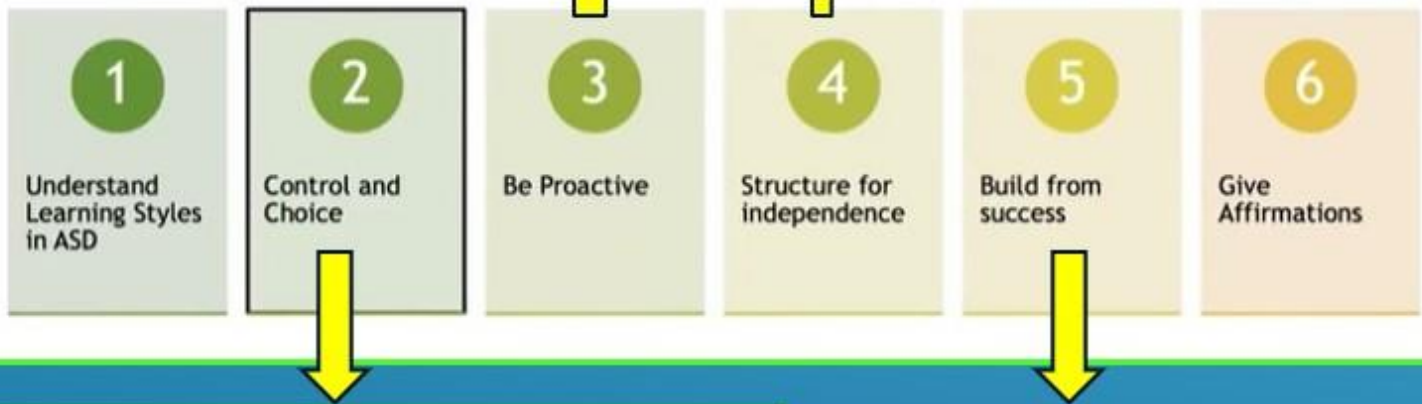 1
Understand
Learning Styles
in ASD
2
Control and
Choice
3
Be Proactive
4
Structure for
independence
5
Build from
success
6
Give
Affirmations